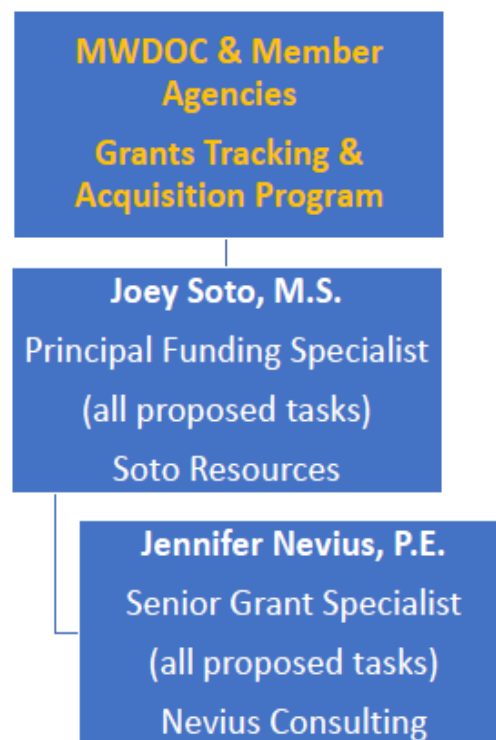 MWDOC & Member
Agencies
Grants Tracking &
Acquisition Program
Joey Soto, M.S.
Principal Funding Specialist
(all proposed tasks)
Soto Resources
Jennifer Nevius, P.E.
Senior Grant Specialist
(all proposed tasks)
Nevius Consulting